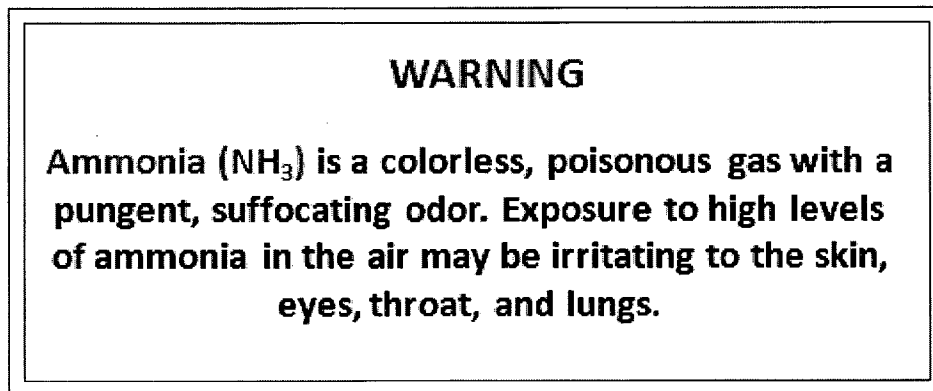 WARNING
Ammonia (NH₃) is a colorless, poisonous gas with a
pungent, suffocating odor. Exposure to high levels
of ammonia in the air may be irritating to the skin,
eyes, throat, and lungs.